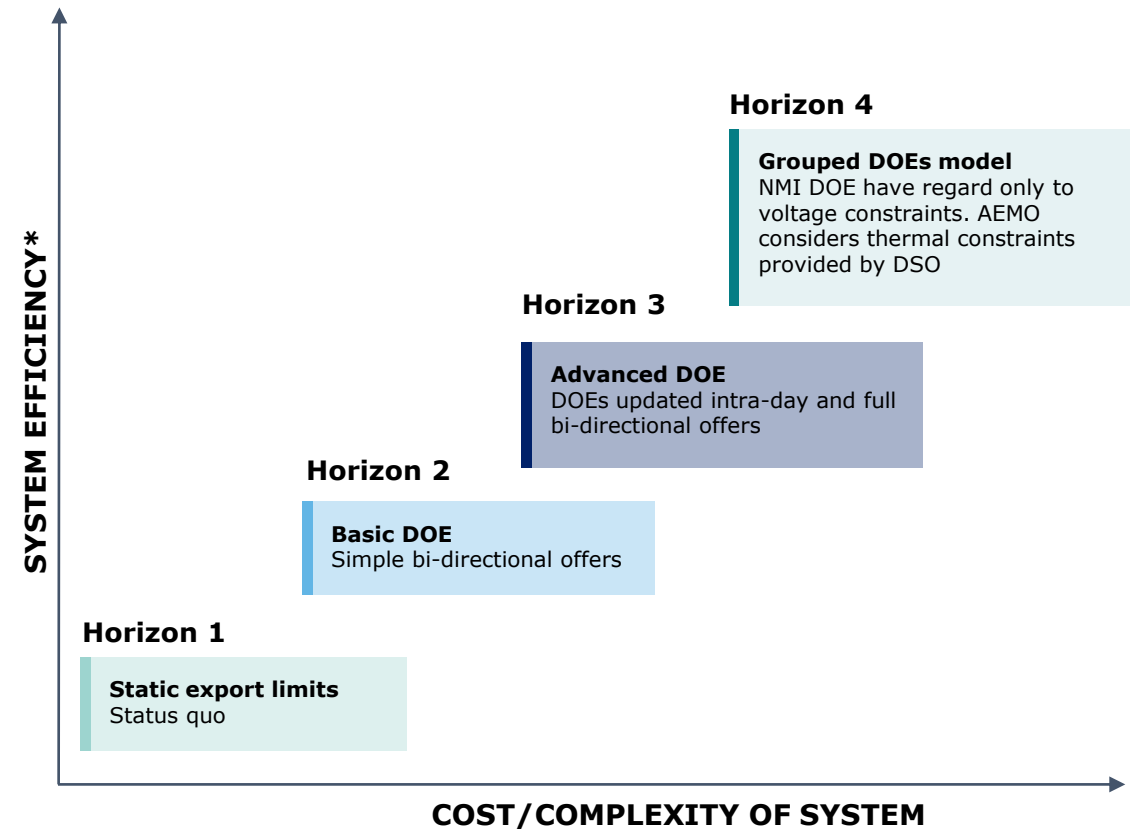 Horizon 4
Grouped DOEs model
NMI DOE have regard only to
voltage constraints. AEMO
considers thermal constraints
provided by DSO
Horizon 3
Advanced DOE
DOEs updated intra-day and full
bi-directional offers
Horizon 2
Basic DOE
Simple bi-directional offers
Horizon 1
Static export limits
Status quo
SYSTEM EFFICIENCY*
COST/COMPLEXITY OF SYSTEM